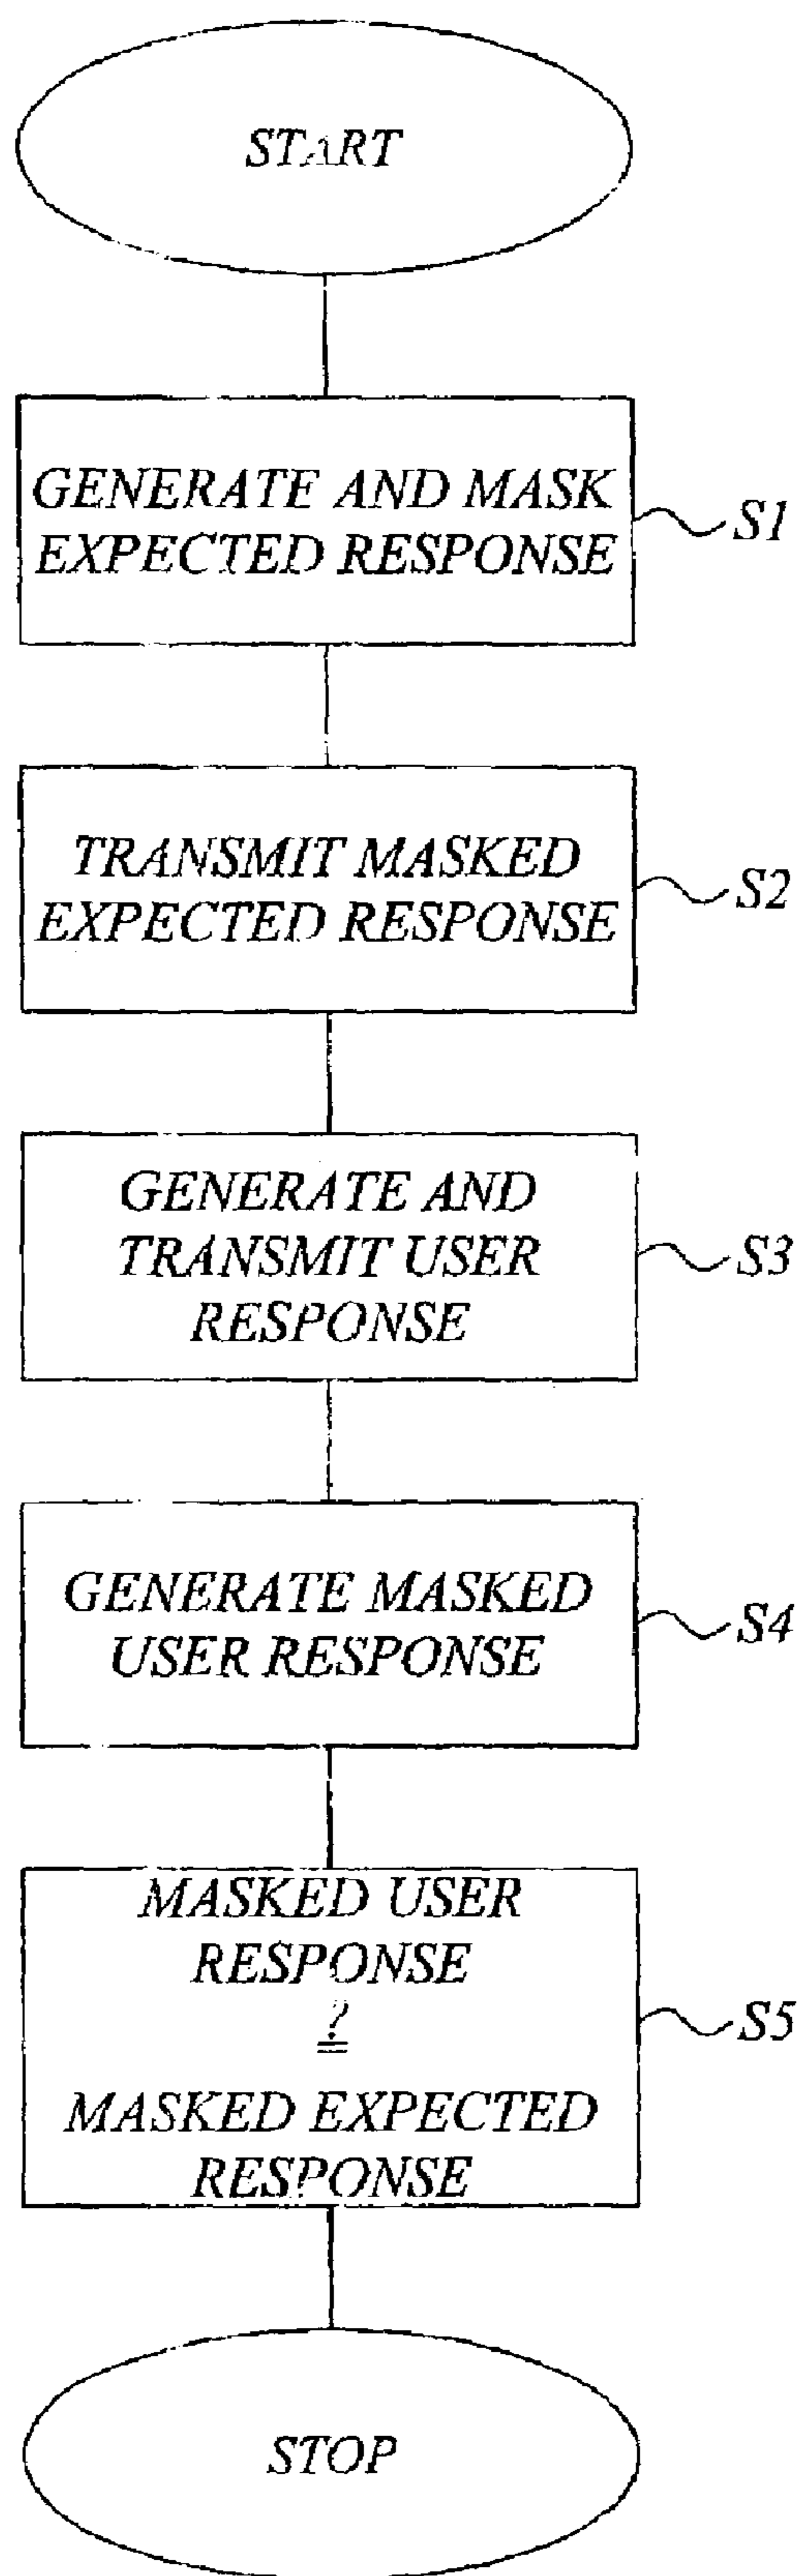 START
GENERATE AND MASK
EXPECTED RESPONSE
S1
TRANSMIT MASKED
EXPECTED RESPONSE
S2
GENERATE AND
TRANSMIT USER
RESPONSE
S3
GENERATE MASKED
USER RESPONSE
S4
MASKED USER
RESPONSE
?
=
MASKED EXPECTED
RESPONSE
S5
STOP